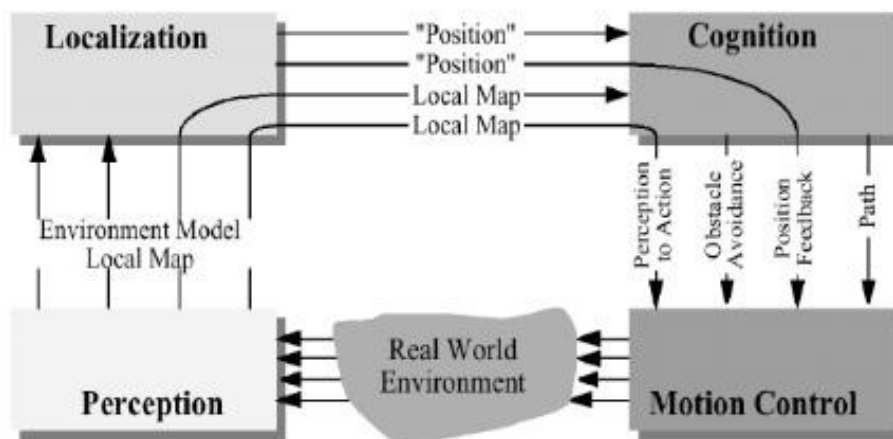 Localization
"Position"
"Position"
Local Map
Local Map
Cognition
Environment Model
Local Map
Perception
to Action
Obstacle
Avoidance
Position
Feedback
Path
Perception
Real World
Environment
Motion Control